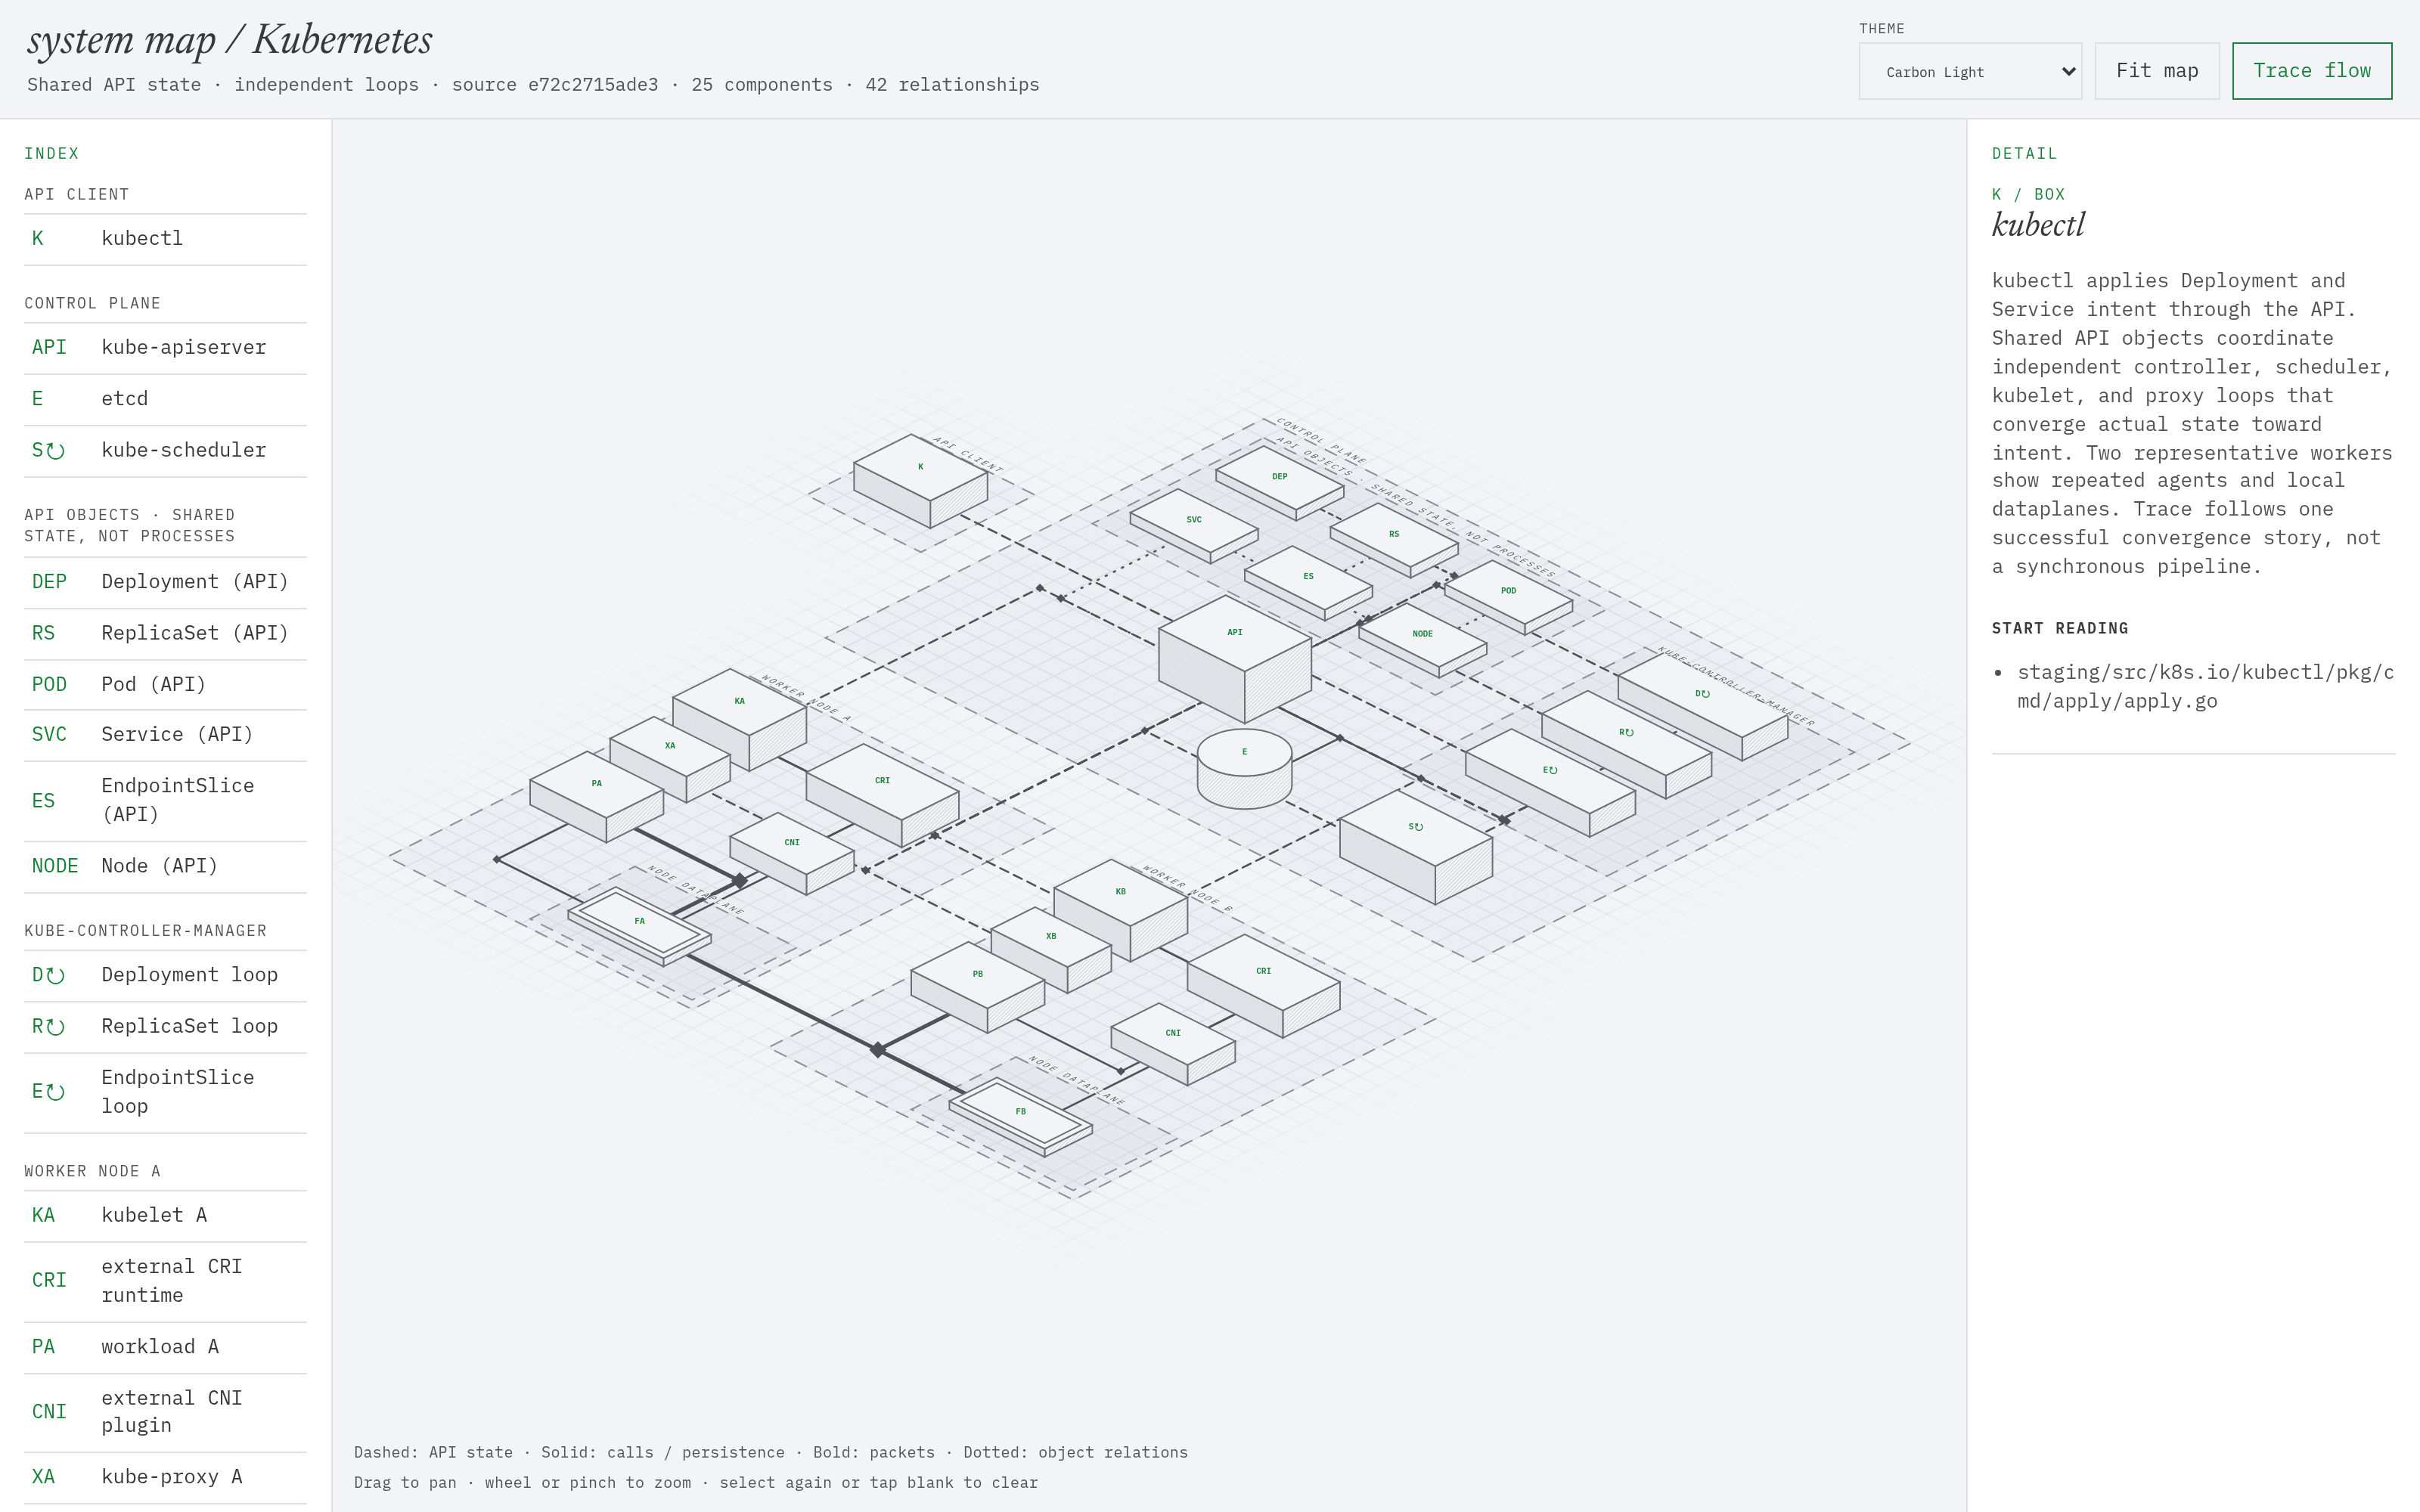 system map / Kubernetes
Shared API state · independent loops · source e72c2715ade3 · 25 components · 42 relationships
THEME
Carbon Light
Fit map
Trace flow
INDEX
API CLIENT
K kubectl
CONTROL PLANE
API kube-apiserver
E etcd
S↻ kube-scheduler
API OBJECTS · SHARED
STATE, NOT PROCESSES
DEP Deployment (API)
RS ReplicaSet (API)
POD Pod (API)
SVC Service (API)
ES EndpointSlice
(API)
NODE Node (API)
KUBE-CONTROLLER-MANAGER
D↻ Deployment loop
R↻ ReplicaSet loop
E↻ EndpointSlice
loop
WORKER NODE A
KA kubelet A
CRI external CRI
runtime
PA workload A
CNI external CNI
plugin
XA kube-proxy A
API CLIENT
K
CONTROL PLANE
API OBJECTS · SHARED STATE, NOT PROCESSES
DEP
SVC
RS
ES
POD
NODE
API
KUBE-CONTROLLER-MANAGER
D↻
R↻
E↻
S↻
E
WORKER NODE A
KA
XA
PA
CRI
CNI
NODE DATAPLANE
FA
WORKER NODE B
KB
XB
PB
CRI
CNI
NODE DATAPLANE
FB
Dashed: API state · Solid: calls / persistence · Bold: packets · Dotted: object relations
Drag to pan · wheel or pinch to zoom · select again or tap blank to clear
DETAIL
K / BOX
kubectl
kubectl applies Deployment and
Service intent through the API.
Shared API objects coordinate
independent controller, scheduler,
kubelet, and proxy loops that
converge actual state toward
intent. Two representative workers
show repeated agents and local
dataplanes. Trace follows one
successful convergence story, not
a synchronous pipeline.
START READING
• staging/src/k8s.io/kubectl/pkg/c
md/apply/apply.go